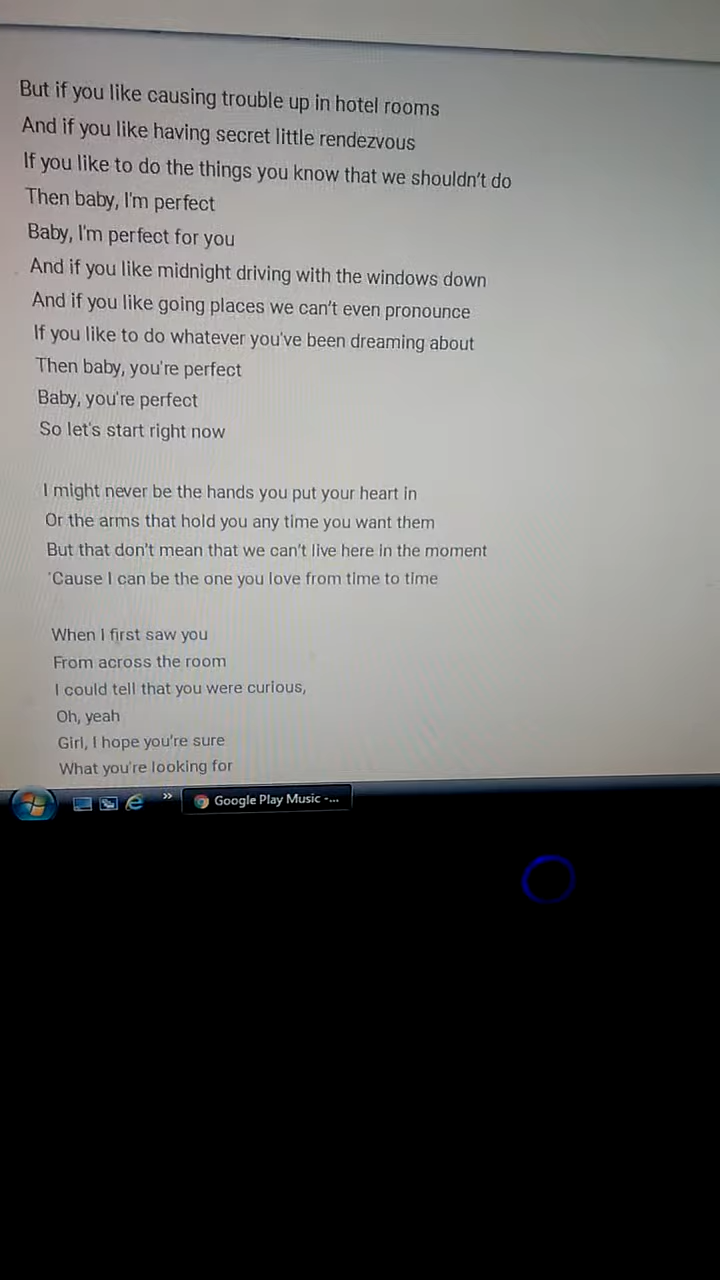 But if you like causing trouble up in hotel rooms
And if you like having secret little rendezvous
If you like to do the things you know that we shouldn't do
Then baby, I'm perfect
Baby, I'm perfect for you
And if you like midnight driving with the windows down
And if you like going places we can't even pronounce
If you like to do whatever you've been dreaming about
Then baby, you're perfect
Baby, you're perfect
So let's start right now
I might never be the hands you put your heart in
Or the arms that hold you any time you want them
But that don't mean that we can't live here in the moment
'Cause I can be the one you love from time to time
When I first saw you
From across the room
I could tell that you were curious,
Oh, yeah
Girl, I hope you're sure
What you're looking for
» Google Play Music -...